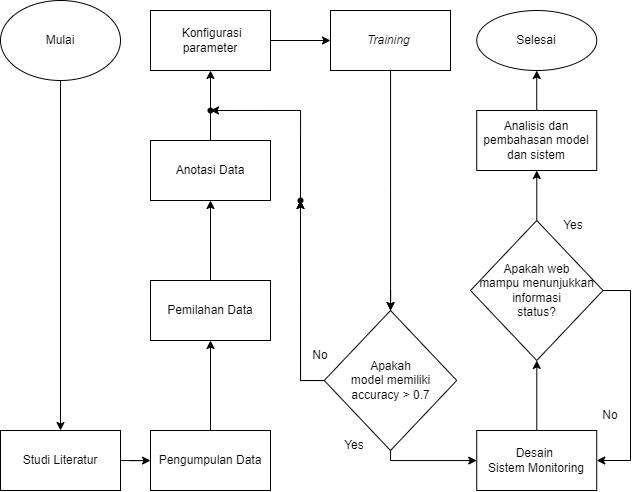 Mulai
Studi Literatur
Pengumpulan Data
Pemilahan Data
Anotasi Data
Konfigurasi
parameter
Training
Apakah
model memiliki
accuracy > 0.7
No
Yes
Desain
Sistem Monitoring
Apakah web
mampu menunjukkan
informasi
status?
No
Yes
Analisis dan
pembahasan model
dan sistem
Selesai